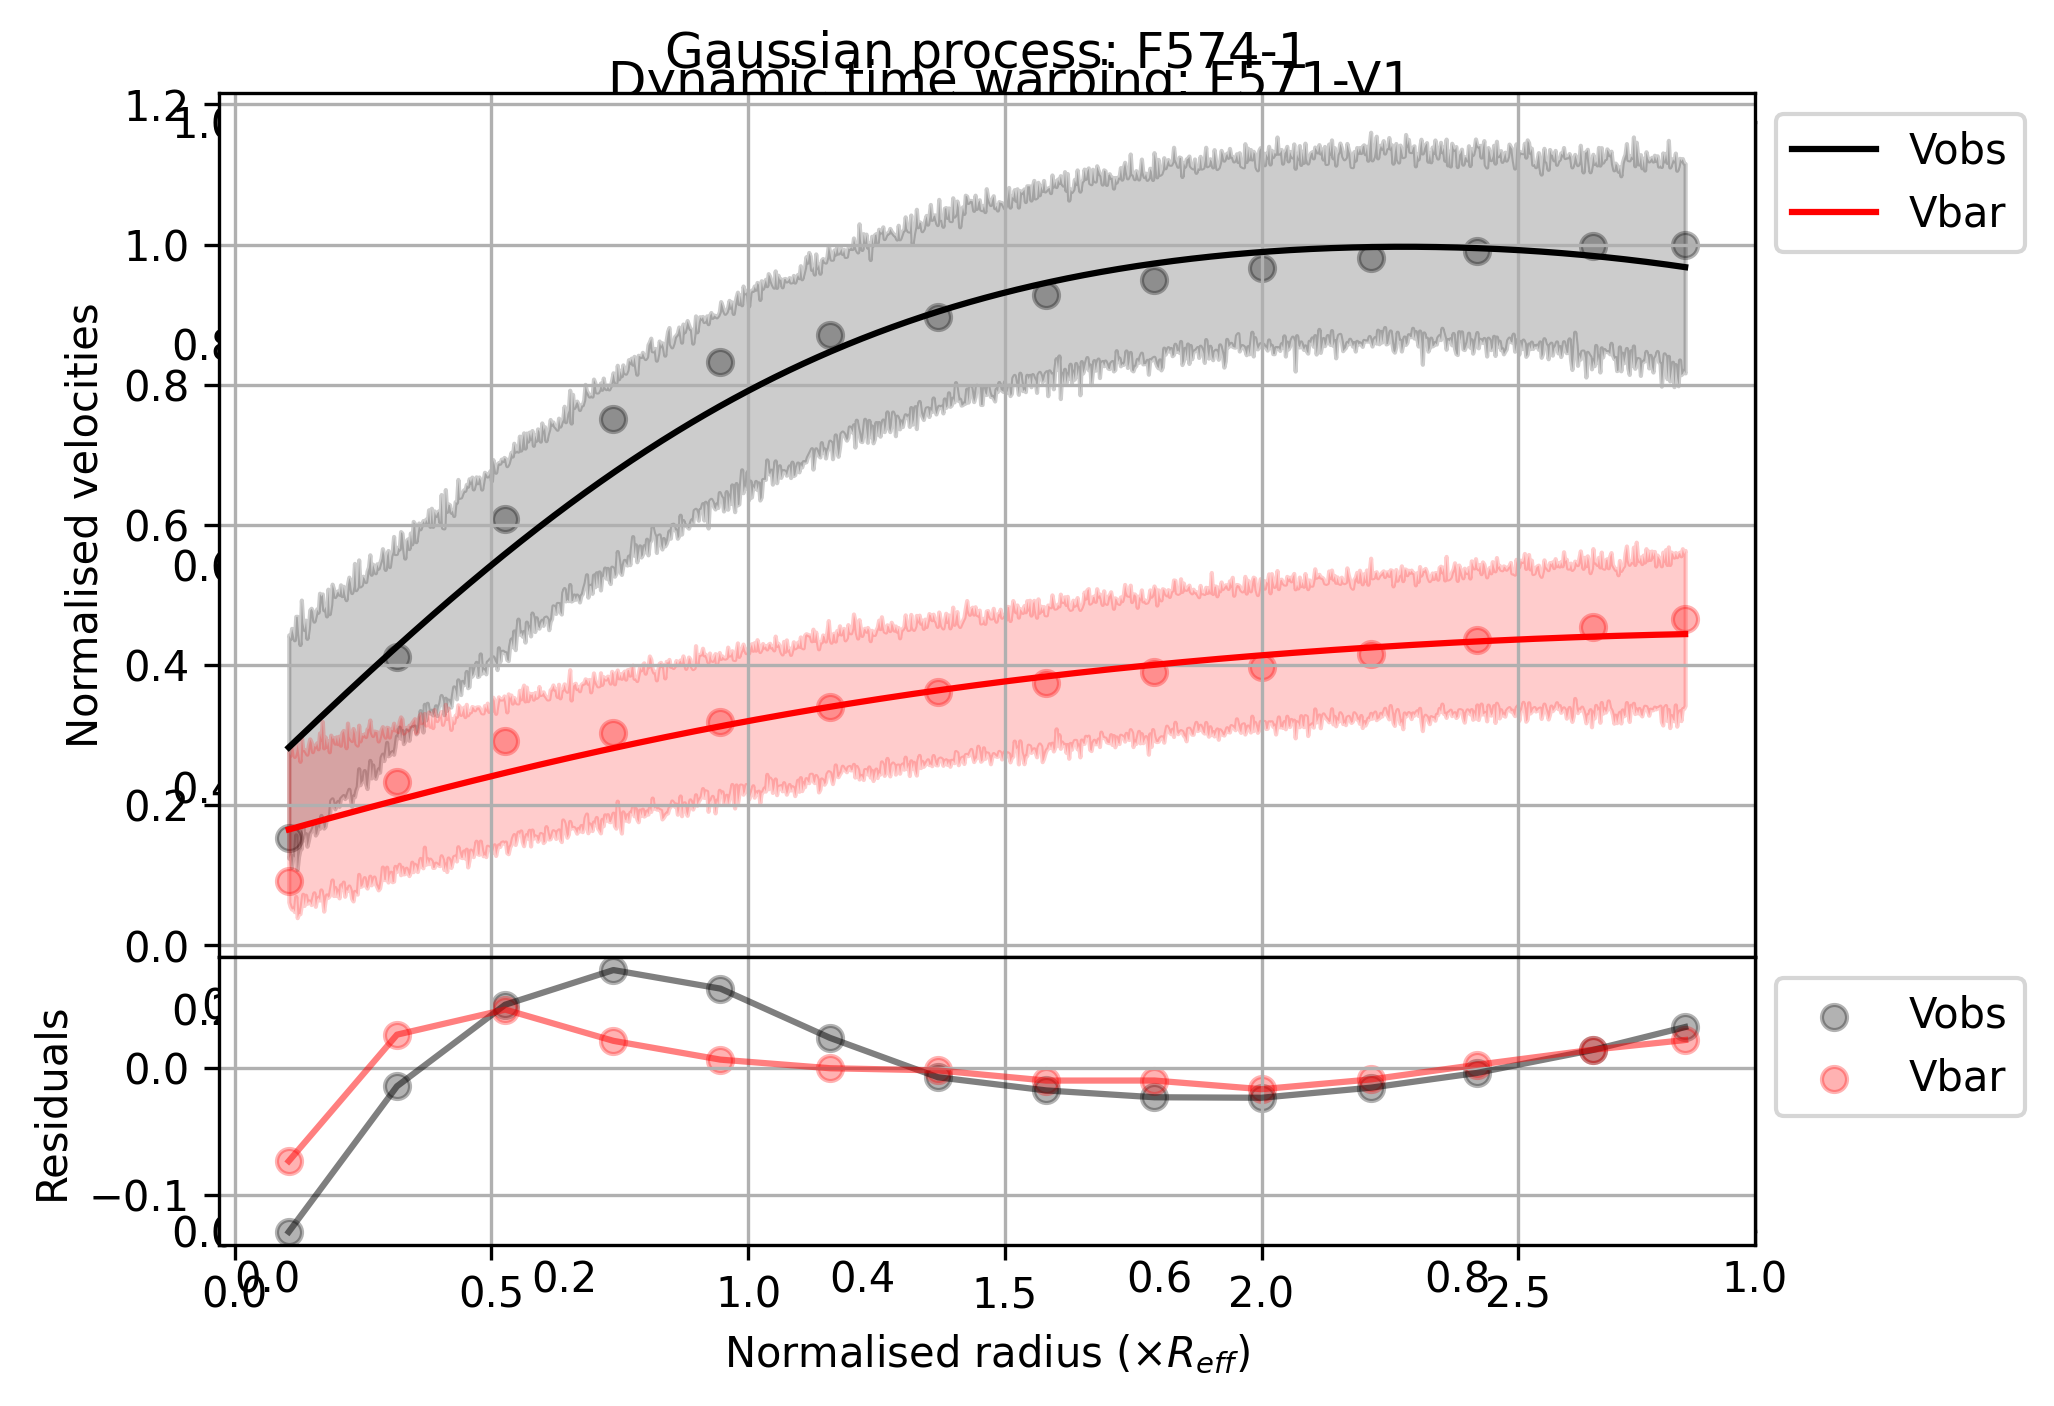 Gaussian process: F574-1
Dynamic time warping: F571-V1
1.2
1.0
0.8
0.6
0.4
0.2
0.0
Normalised velocities
Vobs
Vbar
0.0
−0.1
Residuals
Vobs
Vbar
0.0 0.2 0.4 0.6 0.8 1.0
0.0 0.5 1.0 1.5 2.0 2.5
Normalised radius (×R_eff)